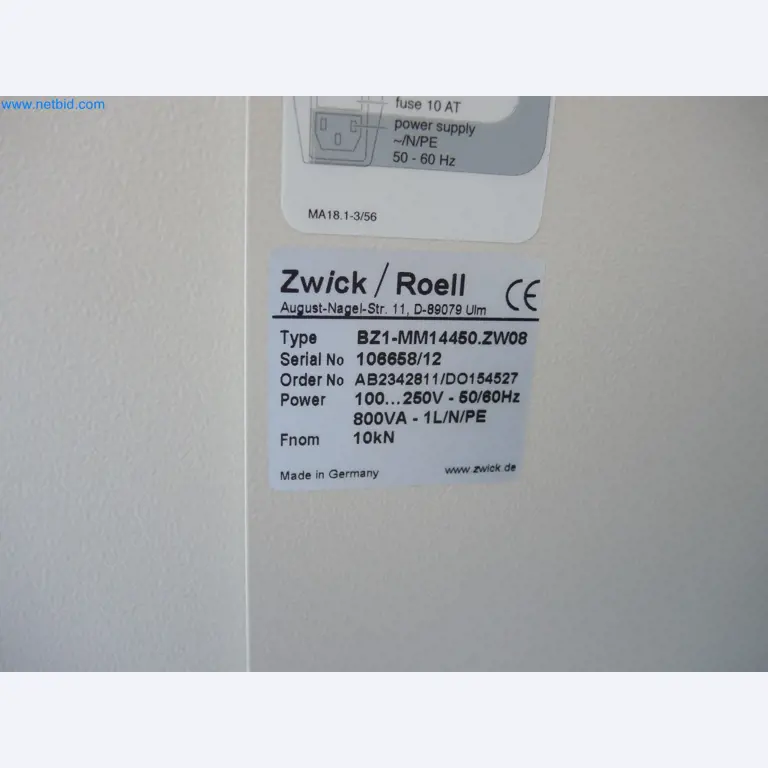 www.netbid.com
fuse 10 AT
power supply
~/N/PE
50 - 60 Hz
MA18.1-3/56
Zwick / Roell CE
August-Nagel-Str. 11, D-89079 Ulm
Type BZ1-MM14450.ZW08
Serial No 106658/12
Order No AB2342811/DO154527
Power 100...250V - 50/60Hz
800VA - 1L/N/PE
Fnom 10kN
Made in Germany www.zwick.de